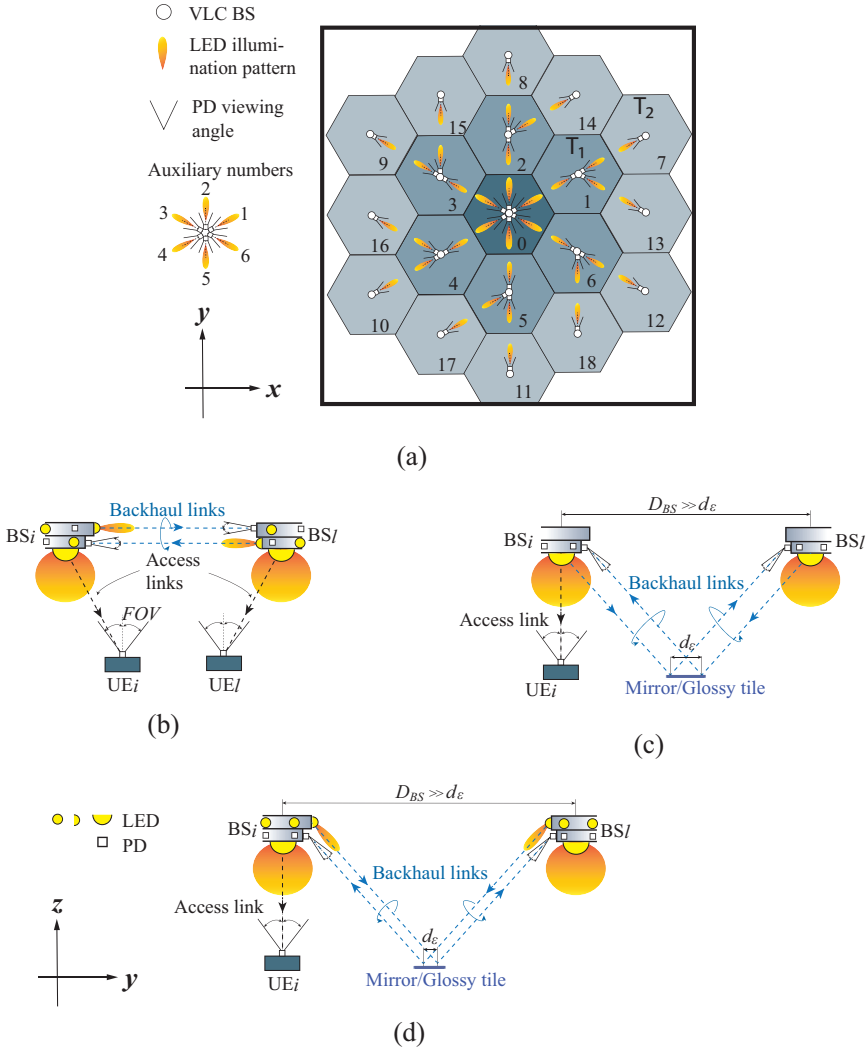 VLC BS
LED illumi-
nation pattern
PD viewing
angle
Auxiliary numbers
2
3
1
4
6
5
y
x
8
15
14
T2
9
2
T1
7
3
1
16
0
13
4
6
10
5
12
17
18
11
(a)
Backhaul links
BSi
BSl
Access
links
FOV
UEi
UEl
(b)
DBS ≫ dε
BSi
BSl
Backhaul links
Access link
dε
UEi
Mirror/Glossy tile
(c)
DBS ≫ dε
LED
PD
BSi
BSl
Backhaul links
Access link
dε
z
UEi
Mirror/Glossy tile
y
(d)